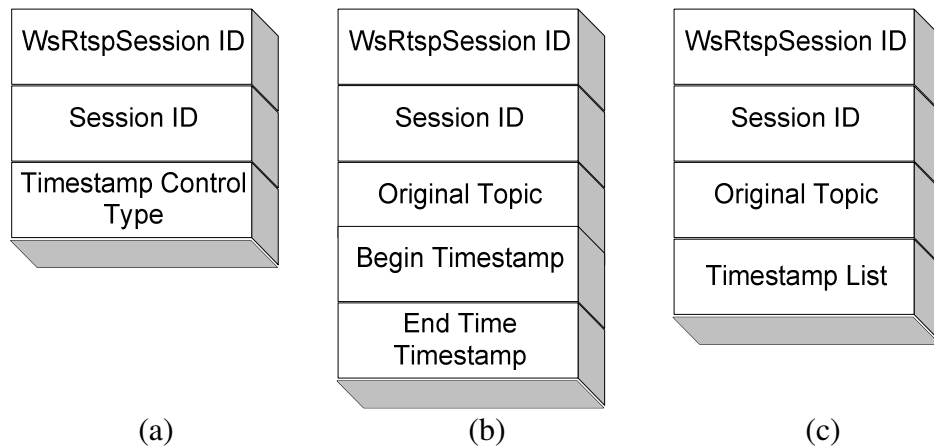 WsRtspSession ID
Session ID
Timestamp Control
Type
(a)
WsRtspSession ID
Session ID
Original Topic
Begin Timestamp
End Time
Timestamp
(b)
WsRtspSession ID
Session ID
Original Topic
Timestamp List
(c)